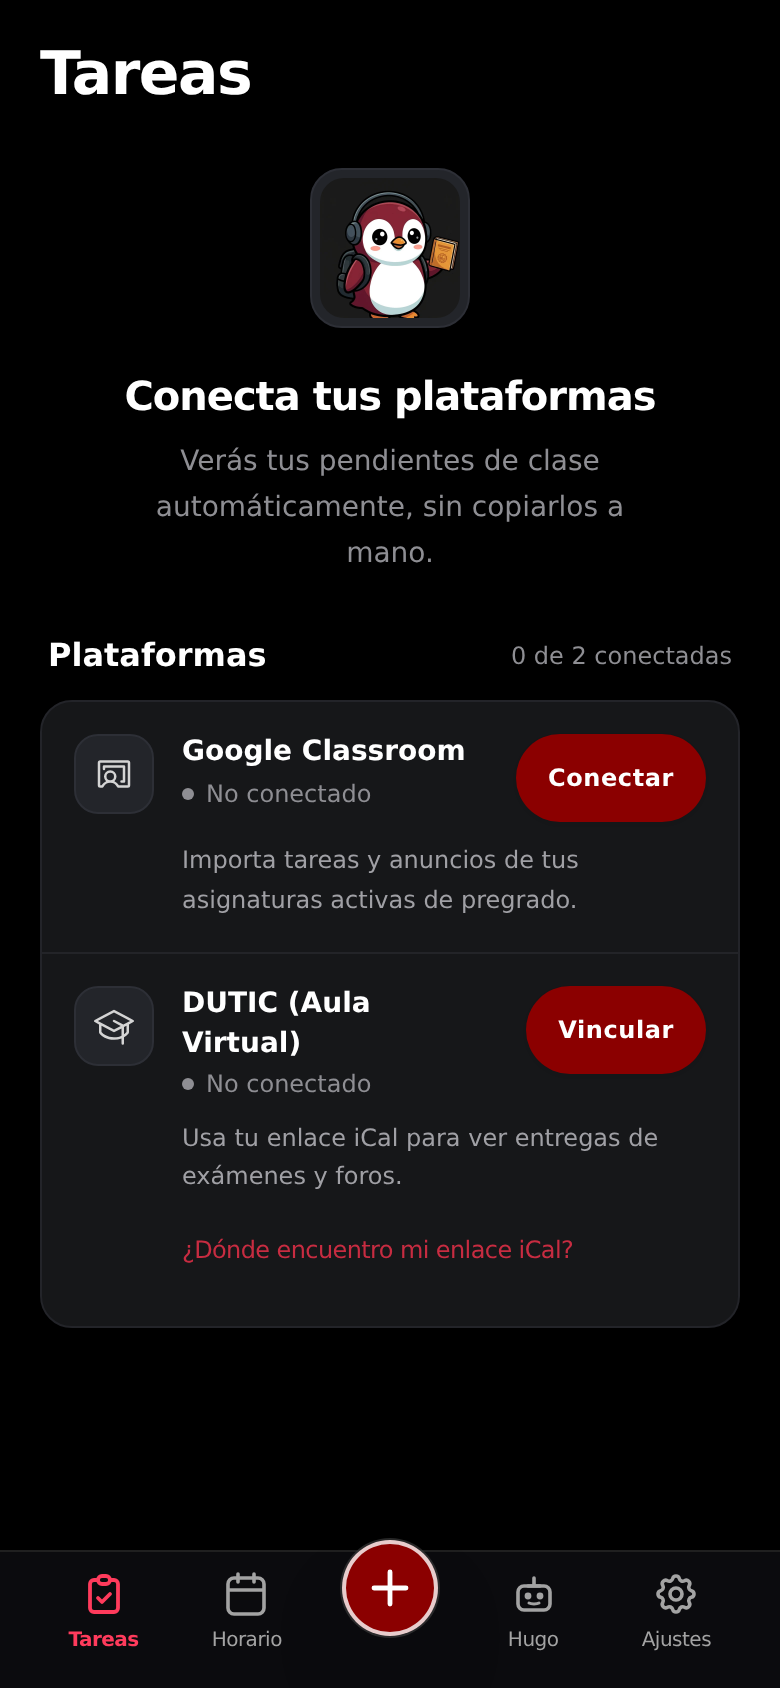 Tareas
Conecta tus plataformas
Verás tus pendientes de clase
automáticamente, sin copiarlos a
mano.
Plataformas
0 de 2 conectadas
Google Classroom
No conectado
Conectar
Importa tareas y anuncios de tus
asignaturas activas de pregrado.
DUTIC (Aula
Virtual)
No conectado
Vincular
Usa tu enlace iCal para ver entregas de
exámenes y foros.
¿Dónde encuentro mi enlace iCal?
Tareas
Horario
Hugo
Ajustes